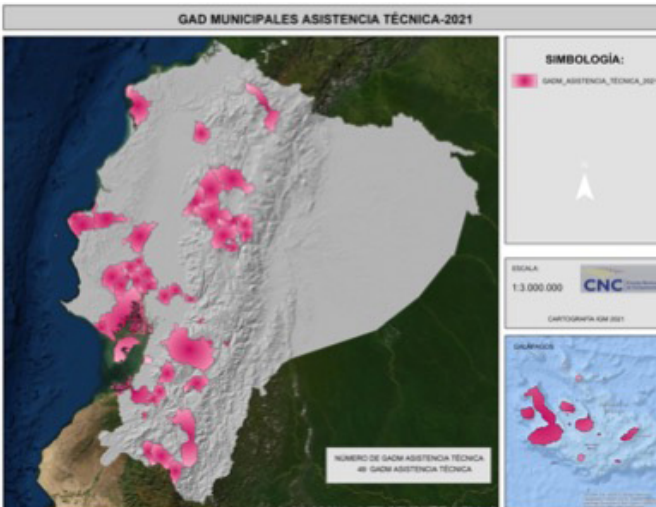 GAD MUNICIPALES ASISTENCIA TÉCNICA-2021
SIMBOLOGÍA:
GADM_ASISTENCIA_TÉCNICA_2021
ESCALA:
1:3.000.000
CNC
CARTOGRAFÍA IGM 2021
GALÁPAGOS
NÚMERO DE GADM ASISTENCIA TÉCNICA
49 GADM ASISTENCIA TÉCNICA